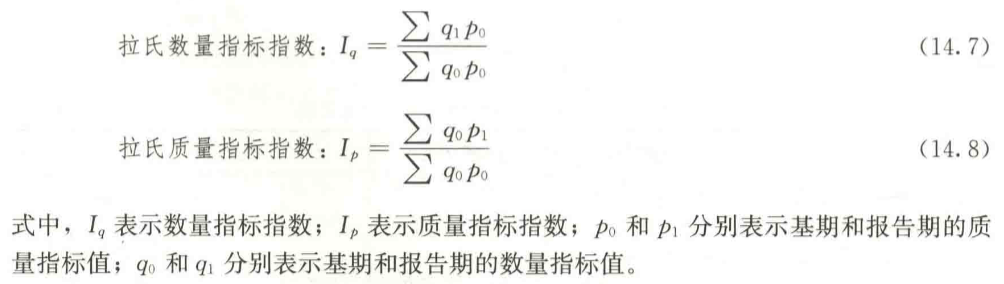 拉氏数量指标指数：I_q = \frac{\sum q_1 p_0}{\sum q_0 p_0} (14.7)
拉氏质量指标指数：I_p = \frac{\sum q_0 p_1}{\sum q_0 p_0} (14.8)
式中，I_q 表示数量指标指数；I_p 表示质量指标指数；p_0 和 p_1 分别表示基期和报告期的质
量指标值；q_0 和 q_1 分别表示基期和报告期的数量指标值。